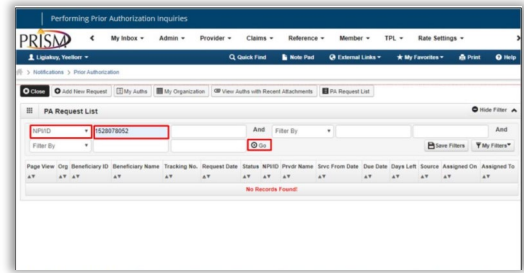 Performing Prior Authorization Inquiries
PRISM My Inbox Admin Provider Claims Reference Member TPL Rate Settings
Ligiakoy, Yoellorr Quick Find Note Pad External Links My Favorites Print Help
> Notifications > Prior Authorization
Close Add New Request My Auths My Organization View Auths with Recent Attachments PA Request List
PA Request List Hide Filter
NPI/ID 1528078052 And Filter By And
Filter By Go Save Filters My Filters
Page View Org Beneficiary ID Beneficiary Name Tracking No. Request Date Status NPI/ID Prvdr Name Srvc From Date Due Date Days Left Source Assigned On Assigned To
No Records Found!